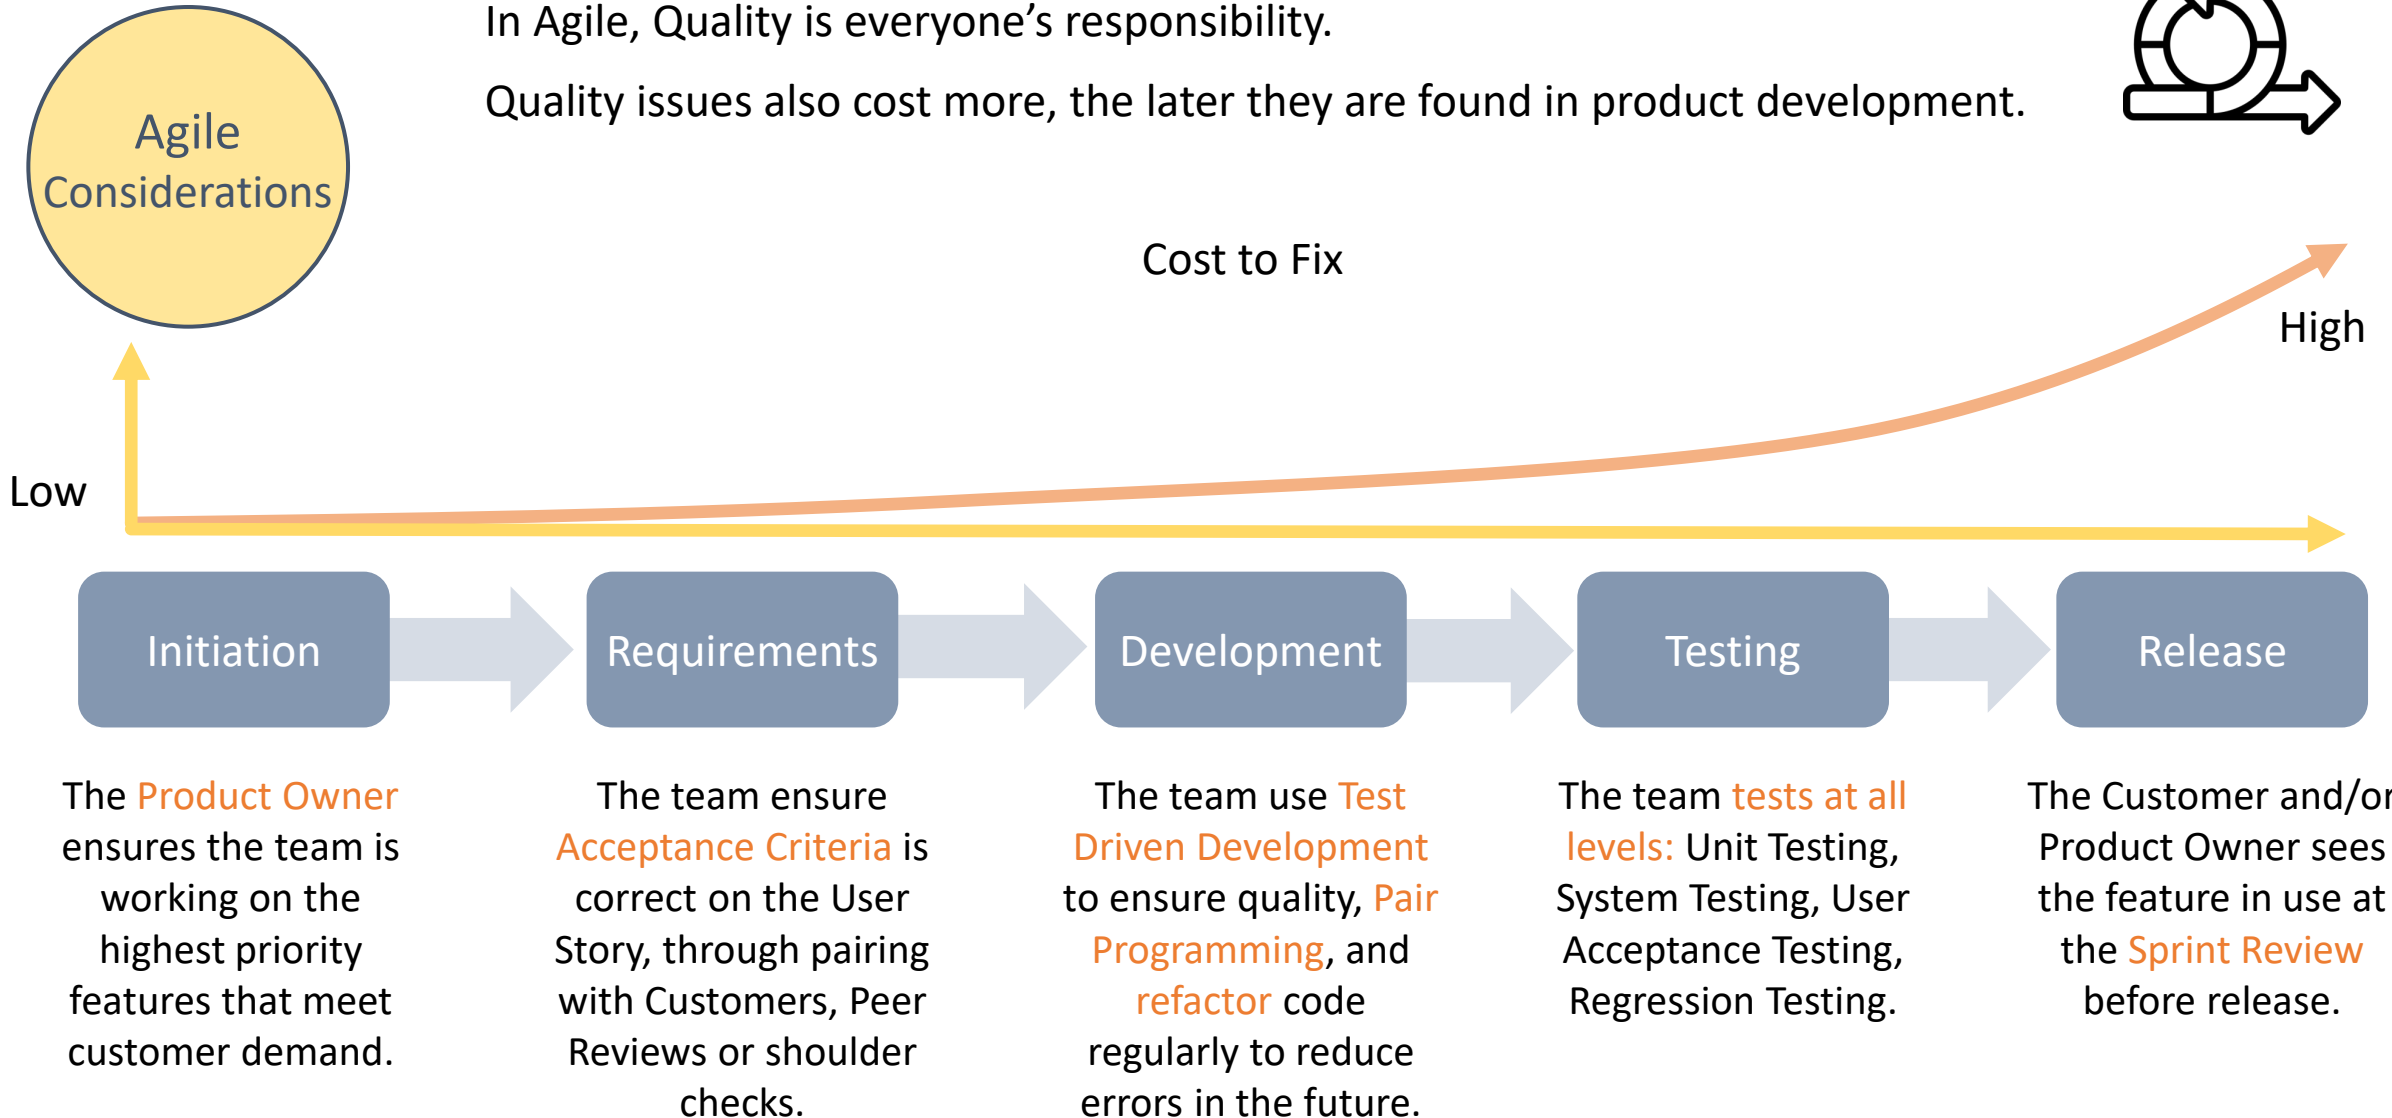 In Agile, Quality is everyone's responsibility.
Quality issues also cost more, the later they are found in product development.
Agile
Considerations
Cost to Fix
High
Low
Initiation
Requirements
Development
Testing
Release
The Product Owner
ensures the team is
working on the
highest priority
features that meet
customer demand.
The team ensure
Acceptance Criteria is
correct on the User
Story, through pairing
with Customers, Peer
Reviews or shoulder
checks.
The team use Test
Driven Development
to ensure quality, Pair
Programming, and
refactor code
regularly to reduce
errors in the future.
The team tests at all
levels: Unit Testing,
System Testing, User
Acceptance Testing,
Regression Testing.
The Customer and/or
Product Owner sees
the feature in use at
the Sprint Review
before release.